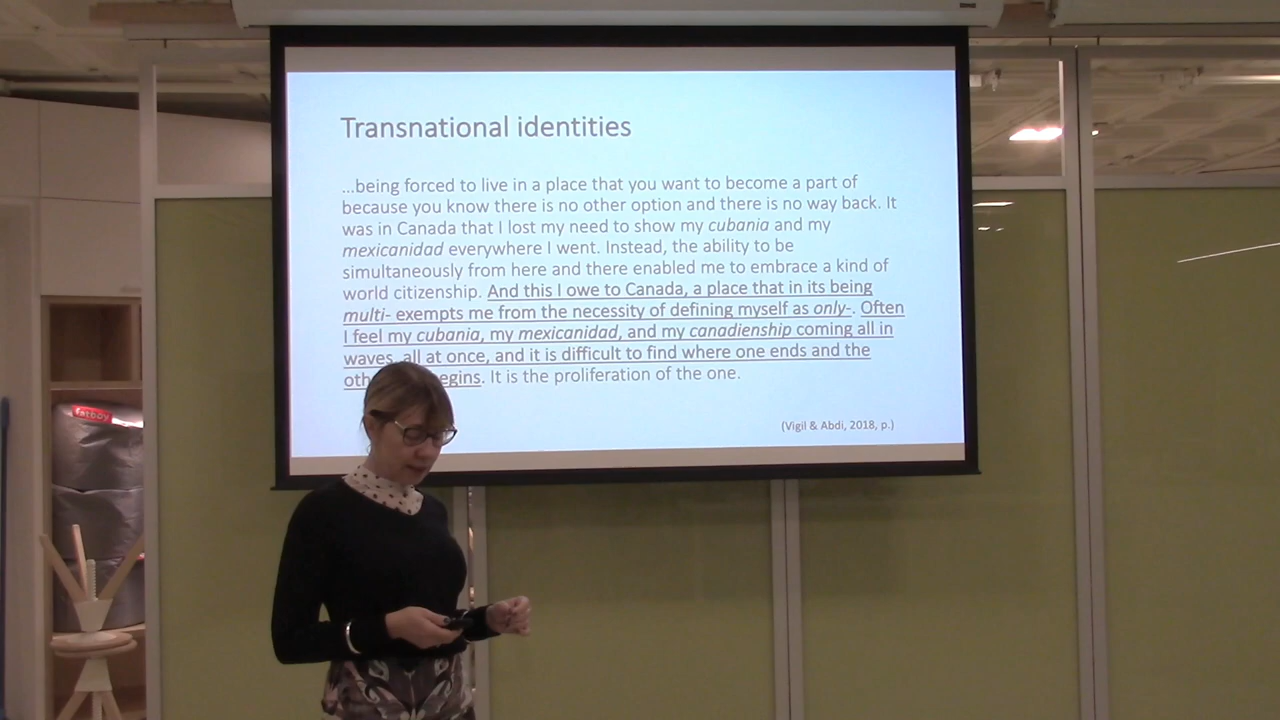 Transnational identities
...being forced to live in a place that you want to become a part of
because you know there is no other option and there is no way back. It
was in Canada that I lost my need to show my cubania and my
mexicanidad everywhere I went. Instead, the ability to be
simultaneously from here and there enabled me to embrace a kind of
world citizenship. And this I owe to Canada, a place that in its being
multi- exempts me from the necessity of defining myself as only-. Often
I feel my cubania, my mexicanidad, and my canadienship coming all in
waves, all at once, and it is difficult to find where one ends and the
It is the proliferation of the one.
(Vigil & Abdi, 2018, p.)
fatboy